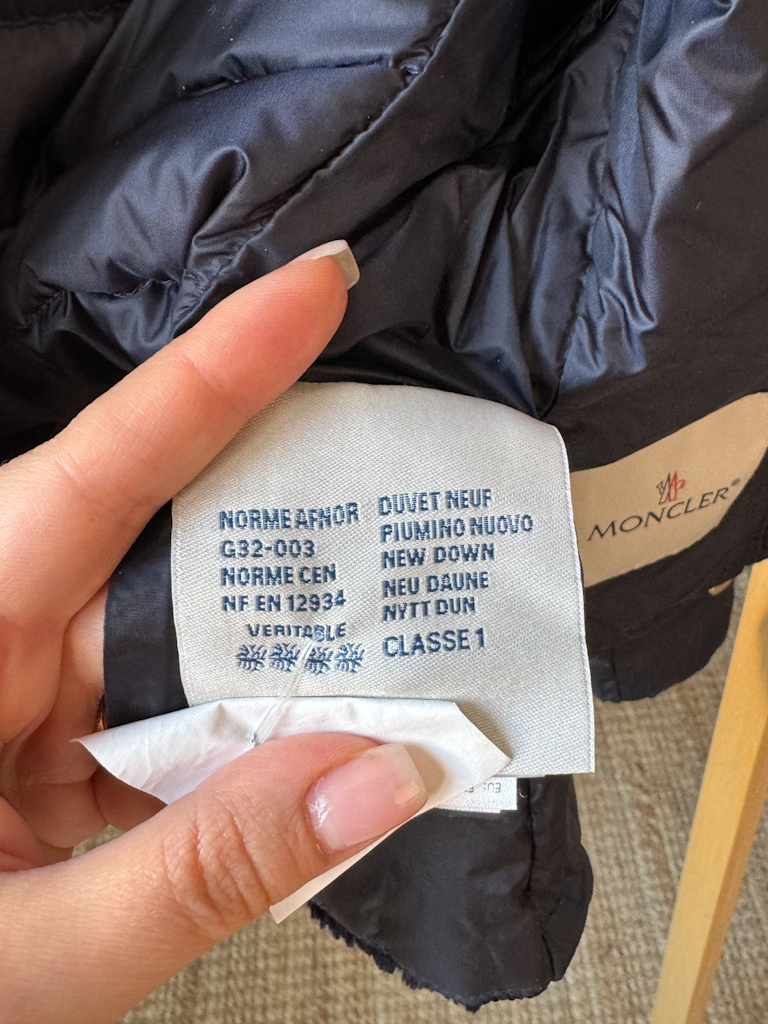 NORME AFNOR
G32-003
NORME CEN
NF EN 12934
VERITABLE
DUVET NEUF
PIUMINO NUOVO
NEW DOWN
NEU DAUNE
NYTT DUN
CLASSE 1
MONCLER®
EU: